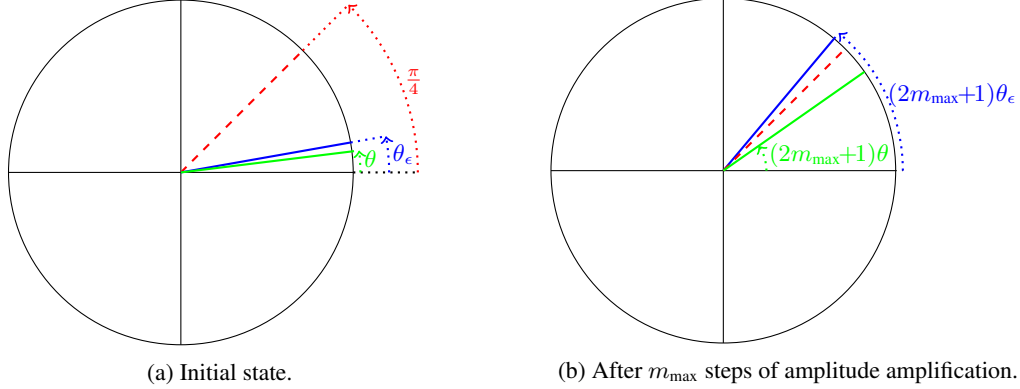 π/4
θ
θ_ϵ
(a) Initial state.
(2m_max+1)θ_ϵ
(2m_max+1)θ
(b) After m_max steps of amplitude amplification.